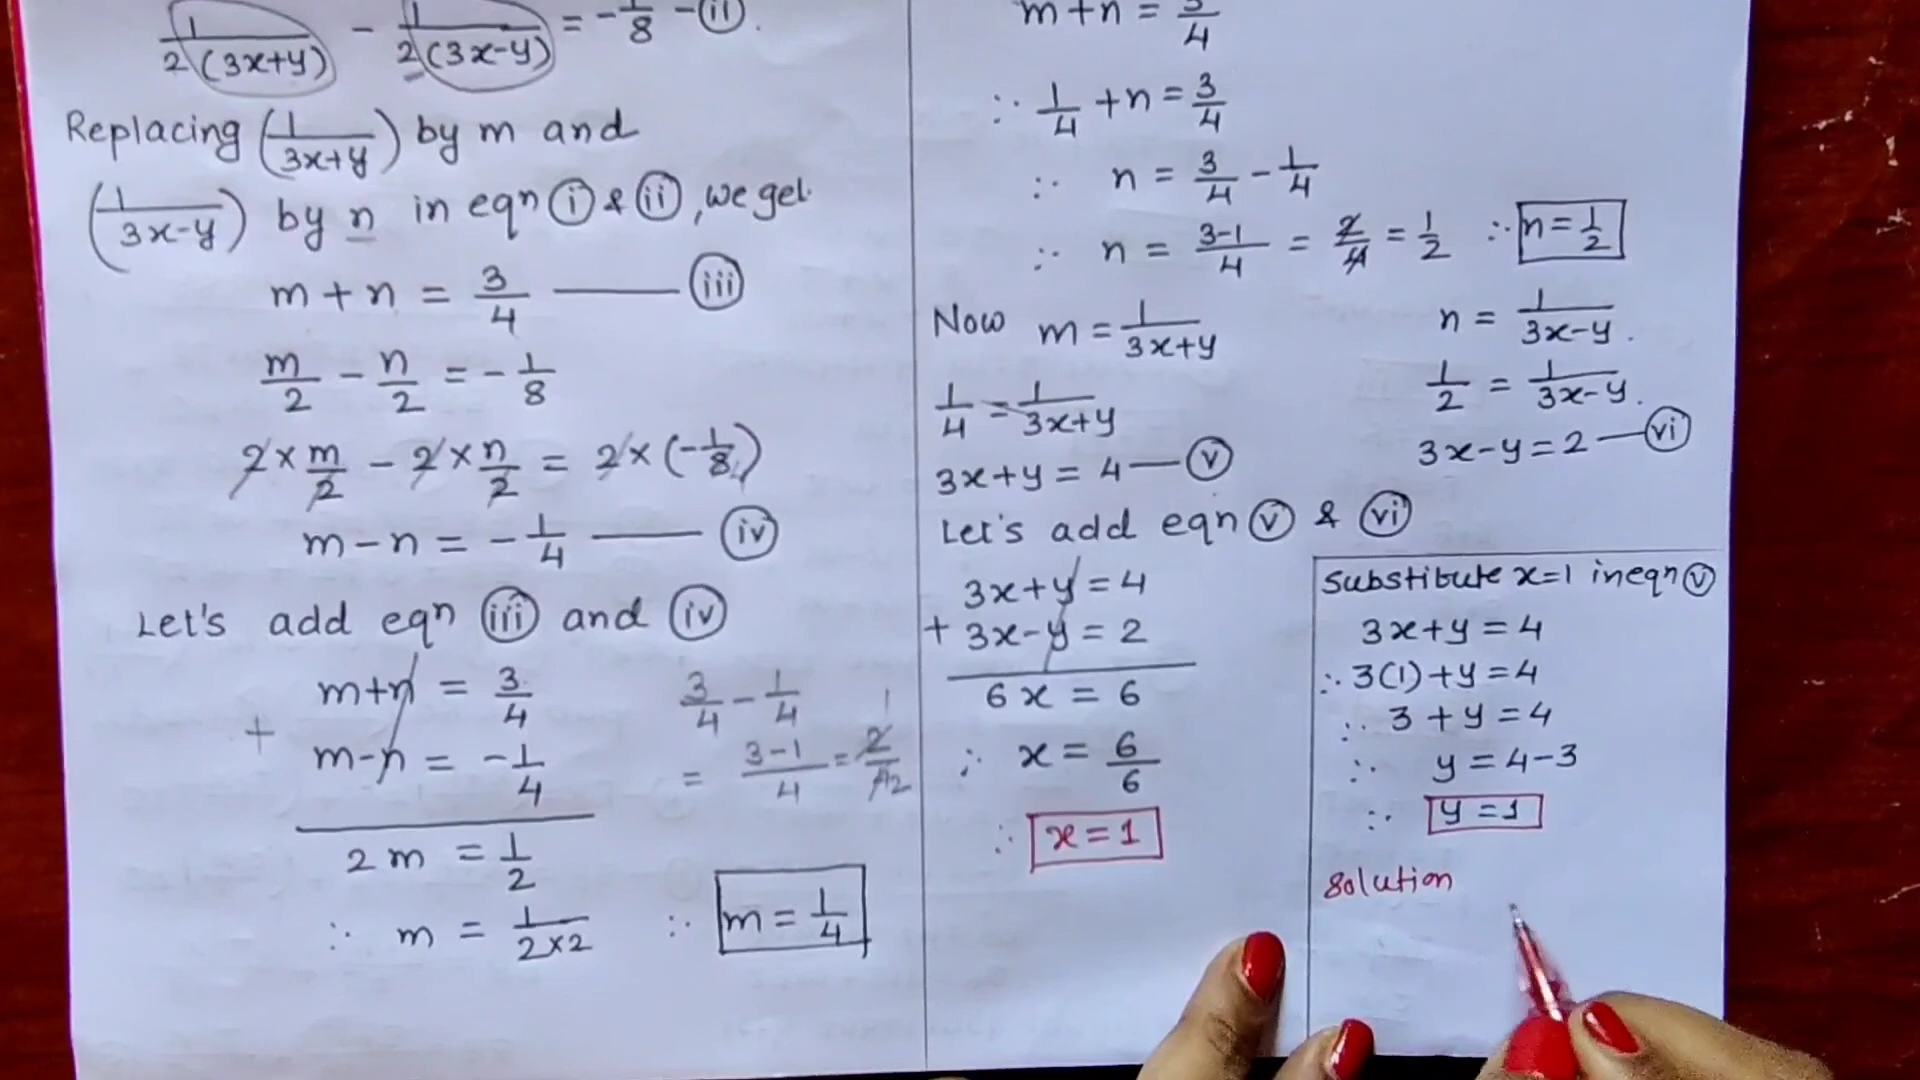 1/2(3x+y) - 1/2(3x-y) = -1/8 - (ii).
Replacing (1/3x+y) by m and
(1/3x-y) by n in eqn (i) & (ii), we get
m + n = 3/4 —— (iii)
m/2 - n/2 = - 1/8
2 × m/2 - 2 × n/2 = 2 × (-1/8)
m - n = - 1/4 —— (iv)
Let's add eqn (iii) and (iv)
m+n = 3/4
+ m-n = - 1/4
2m = 1/2
3/4 - 1/4
= 3-1/4 = 2/4 1 2
∴ m = 1/2×2 ∴ m = 1/4
m + n = 3/4
∴ 1/4 + n = 3/4
∴ n = 3/4 - 1/4
∴ n = 3-1/4 = 2/4 = 1/2 ∴ n = 1/2
Now m = 1/3x+y
1/4 = 1/3x+y
3x+y = 4 — (v)
n = 1/3x-y.
1/2 = 1/3x-y.
3x-y = 2 — (vi)
Let's add eqn (v) & (vi)
3x+y = 4
+ 3x-y = 2
6x = 6
∴ x = 6/6
∴ x = 1
Substitute x=1 in eqn (v)
3x+y = 4
∴ 3(1)+y = 4
∴ 3 + y = 4
∴ y = 4-3
∴ y = 1
Solution